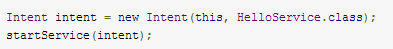 Intent intent = new Intent(this, HelloService.class);
startService(intent);